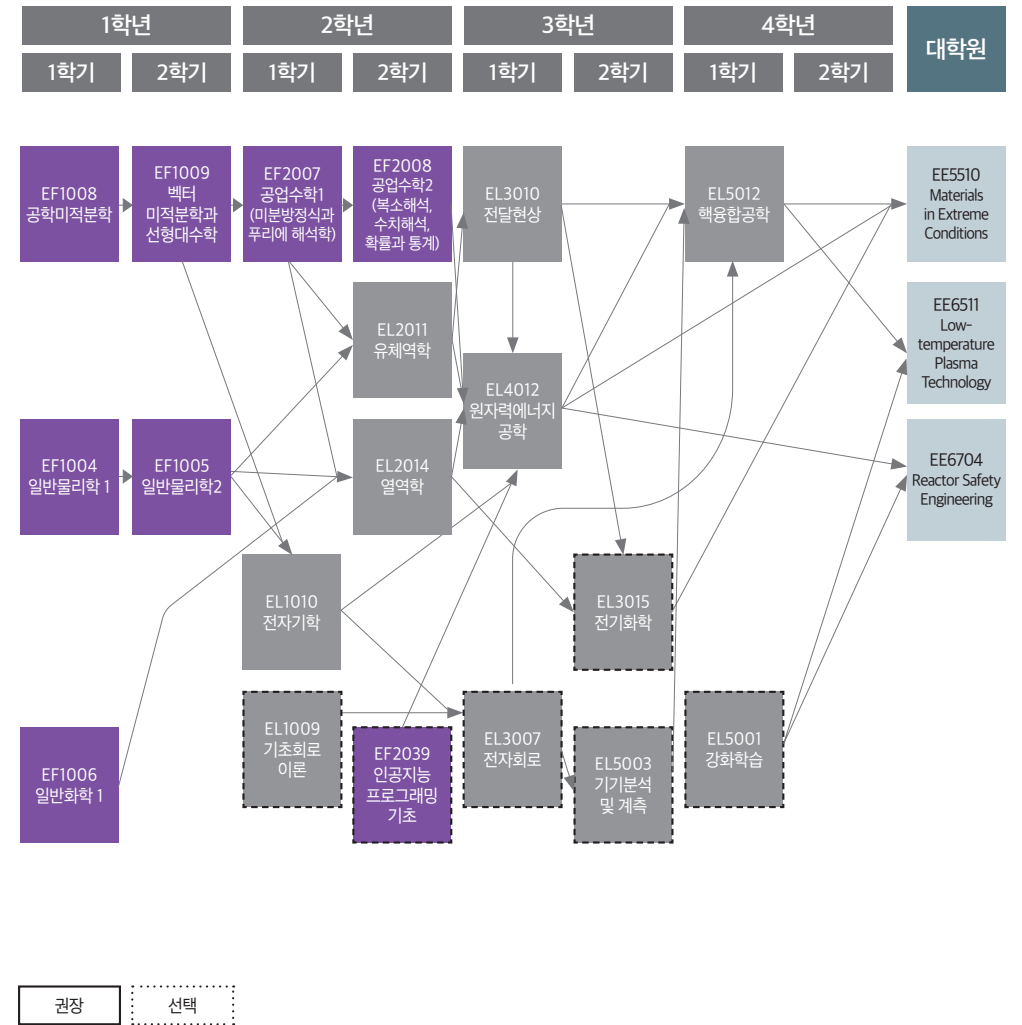 1학년
2학년
3학년
4학년
대학원
1학기
2학기
1학기
2학기
1학기
2학기
1학기
2학기
EF1008
공학미적분학
EF1009
벡터
미적분학과
선형대수학
EF2007
공업수학1
(미분방정식과
푸리에 해석학)
EF2008
공업수학2
(복소해석,
수치해석,
확률과 통계)
EL3010
전달현상
EL5012
핵융합공학
EE5510
Materials
in Extreme
Conditions
EL2011
유체역학
EE6511
Low-
temperature
Plasma
Technology
EL4012
원자력에너지
공학
EF1004
일반물리학 1
EF1005
일반물리학2
EL2014
열역학
EE6704
Reactor Safety
Engineering
EL1010
전자기학
EL3015
전기화학
EL1009
기초회로
이론
EF2039
인공지능
프로그래밍
기초
EL3007
전자회로
EL5003
기기분석
및 계측
EL5001
강화학습
EF1006
일반화학 1
권장
선택